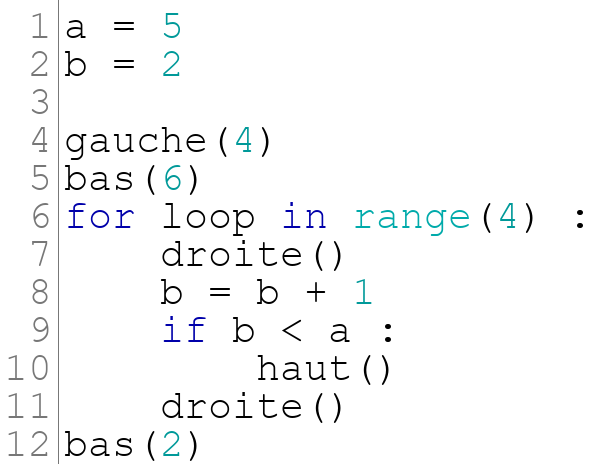 1 a = 5
2 b = 2
3
4 gauche(4)
5 bas(6)
6 for loop in range(4) :
7     droite()
8     b = b + 1
9     if b < a :
10         haut()
11     droite()
12 bas(2)